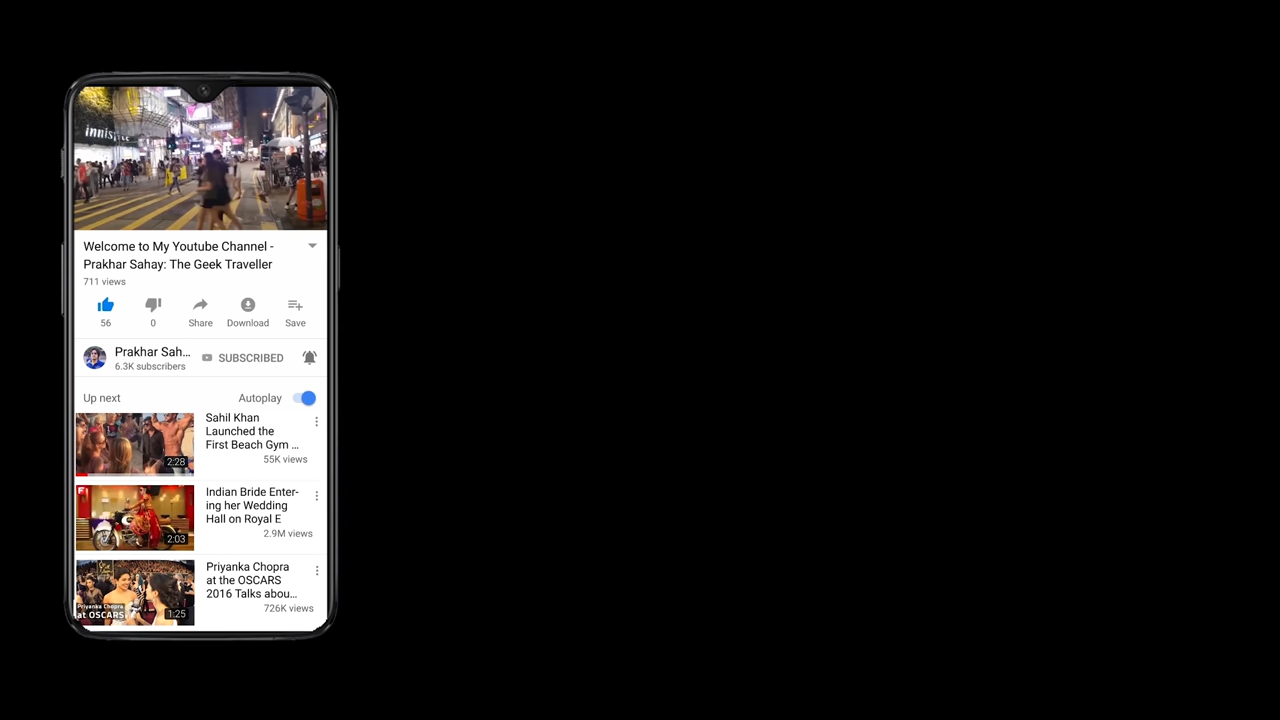 innisfree
Welcome to My Youtube Channel -
Prakhar Sahay: The Geek Traveller
711 views
56
0
Share
Download
Save
Prakhar Sah...
6.3K subscribers
SUBSCRIBED
Up next
Autoplay
Sahil Khan
Launched the
First Beach Gym ...
55K views
2:28
Indian Bride Enter-
ing her Wedding
Hall on Royal E
2.9M views
2:03
Priyanka Chopra
at the OSCARS
2016 Talks abou...
726K views
Priyanka Chopra
at OSCARS
1:25